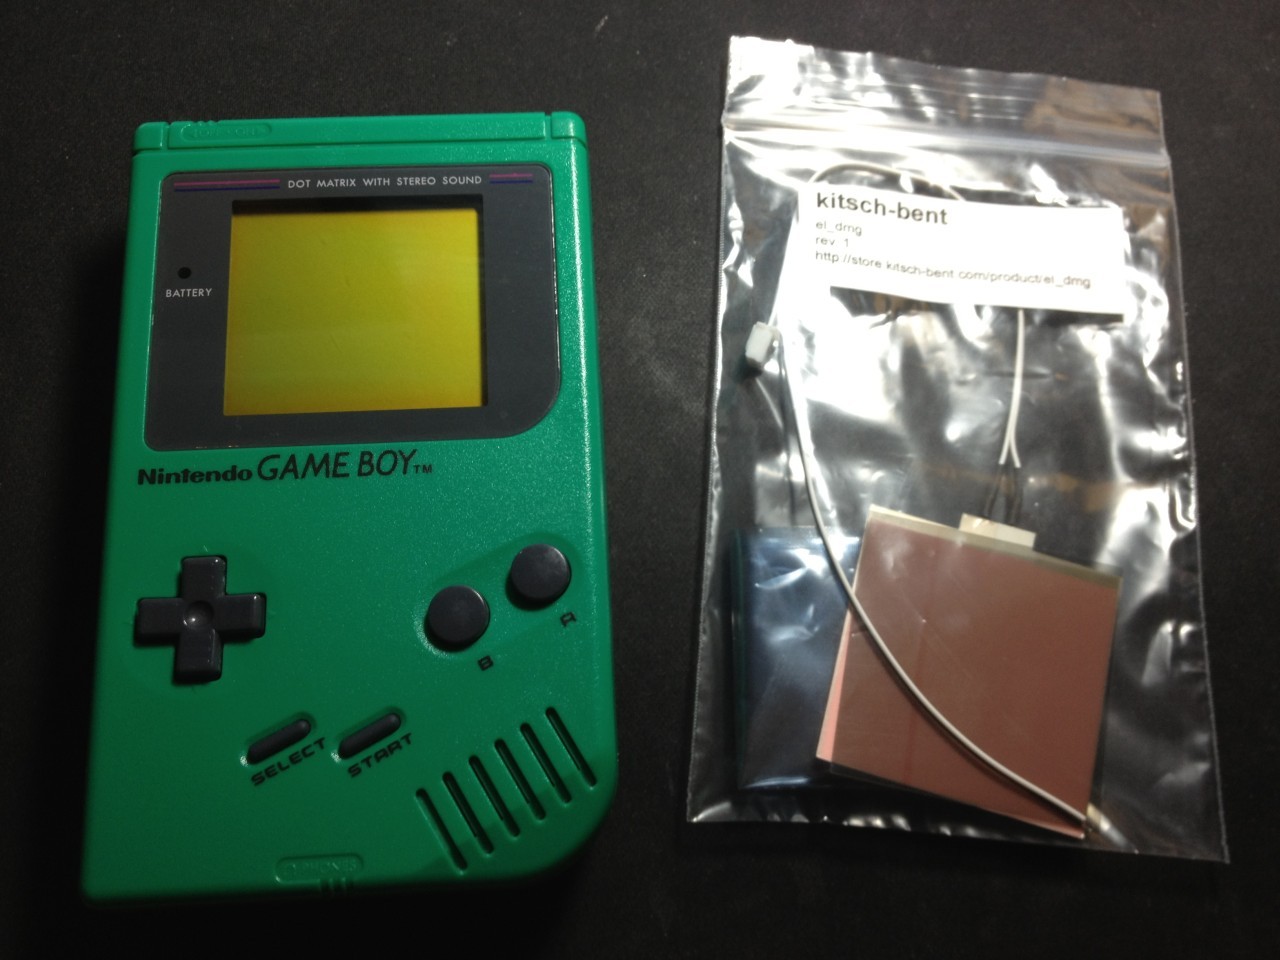 DOT MATRIX WITH STEREO SOUND
BATTERY
Nintendo GAME BOY™
A
B
SELECT
START
PHONES
kitsch-bent
el_dmg
rev. 1
http://store.kitsch-bent.com/product/el_dmg